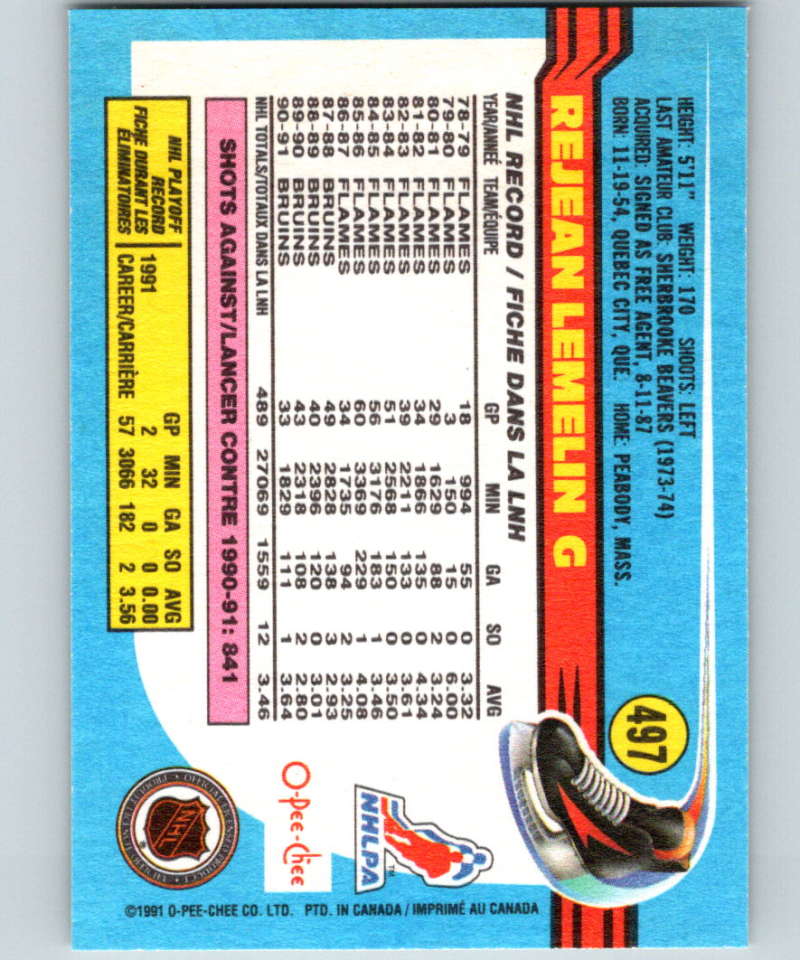 497
HEIGHT: 5'11" WEIGHT: 170 SHOOTS: LEFT
LAST AMATEUR CLUB: SHERBROOKE BEAVERS (1973-74)
ACQUIRED: SIGNED AS FREE AGENT, 8-11-87
BORN: 11-19-54, QUEBEC CITY, QUE. HOME: PEABODY, MASS.
REJEAN LEMELIN G
NHL RECORD / FICHE DANS LA LNH
YEAR/ANNÉE TEAM/ÉQUIPE GP MIN GA SO AVG
78-79 FLAMES 18 994 55 0 3.32
79-80 FLAMES 3 150 15 0 6.00
80-81 FLAMES 29 1629 88 2 3.24
81-82 FLAMES 34 1866 135 0 4.34
82-83 FLAMES 39 2211 133 0 3.61
83-84 FLAMES 51 2568 150 0 3.50
84-85 FLAMES 56 3176 183 1 3.46
85-86 FLAMES 60 3369 229 1 4.08
86-87 FLAMES 34 1735 94 2 3.25
87-88 BRUINS 49 2828 138 3 2.93
88-89 BRUINS 40 2396 120 0 3.01
89-90 BRUINS 43 2318 108 2 2.80
90-91 BRUINS 33 1829 111 1 3.64
NHL TOTALS/TOTAUX DANS LA LNH 489 27069 1559 12 3.46
SHOTS AGAINST/LANCER CONTRE 1990-91: 841
NHL PLAYOFF
RECORD
FICHE DURANT LES
ÉLIMINATOIRES
GP MIN GA SO AVG
1991 2 32 0 0 0.00
CAREER/CARRIÈRE 57 3066 182 2 3.56
NHLPA
TM
O-Pee-Chee
NHL
OFFICIAL LICENSED PRODUCT
©1991 O-PEE-CHEE CO. LTD. PTD. IN CANADA / IMPRIMÉ AU CANADA